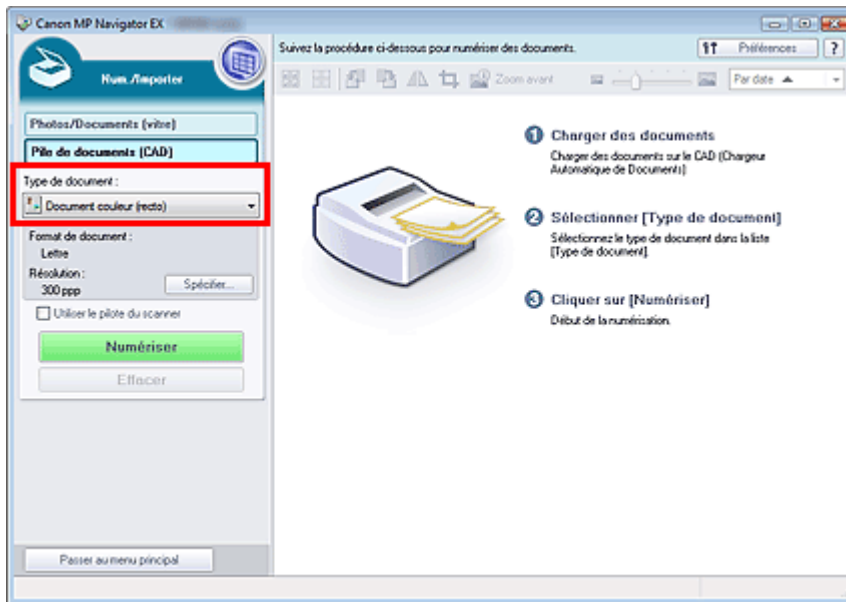 Canon MP Navigator EX
Num./Importer
Photos/Documents (vitre)
Pile de documents (CAD)
Type de document :
Document couleur (recto)
Format de document :
Lettre
Résolution :
300 ppp
Spécifier...
Utiliser le pilote du scanner
Numériser
Effacer
Passer au menu principal
Suivez la procédure ci-dessous pour numériser des documents.
Préférences
?
Zoom avant
Par date
1 Charger des documents
Charger des documents sur le CAD (Chargeur
Automatique de Documents)
2 Sélectionner [Type de document]
Sélectionnez le type de document dans la liste
[Type de document].
3 Cliquer sur [Numériser]
Début de la numérisation.